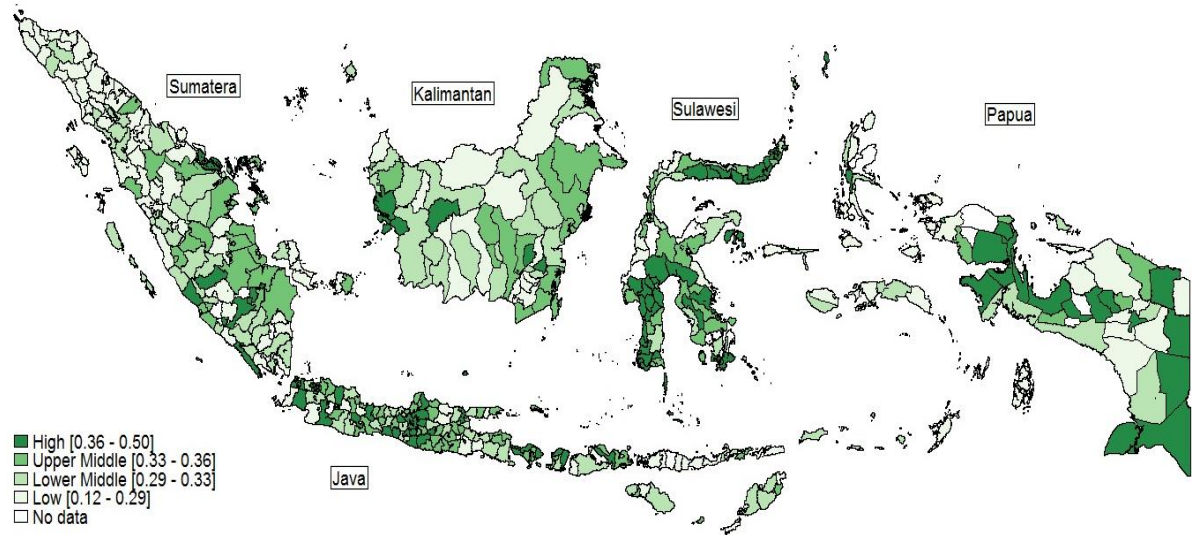 Sumatera
Kalimantan
Sulawesi
Papua
High [0.36 - 0.50]
Upper Middle [0.33 - 0.36]
Lower Middle [0.29 - 0.33]
Low [0.12 - 0.29]
No data
Java